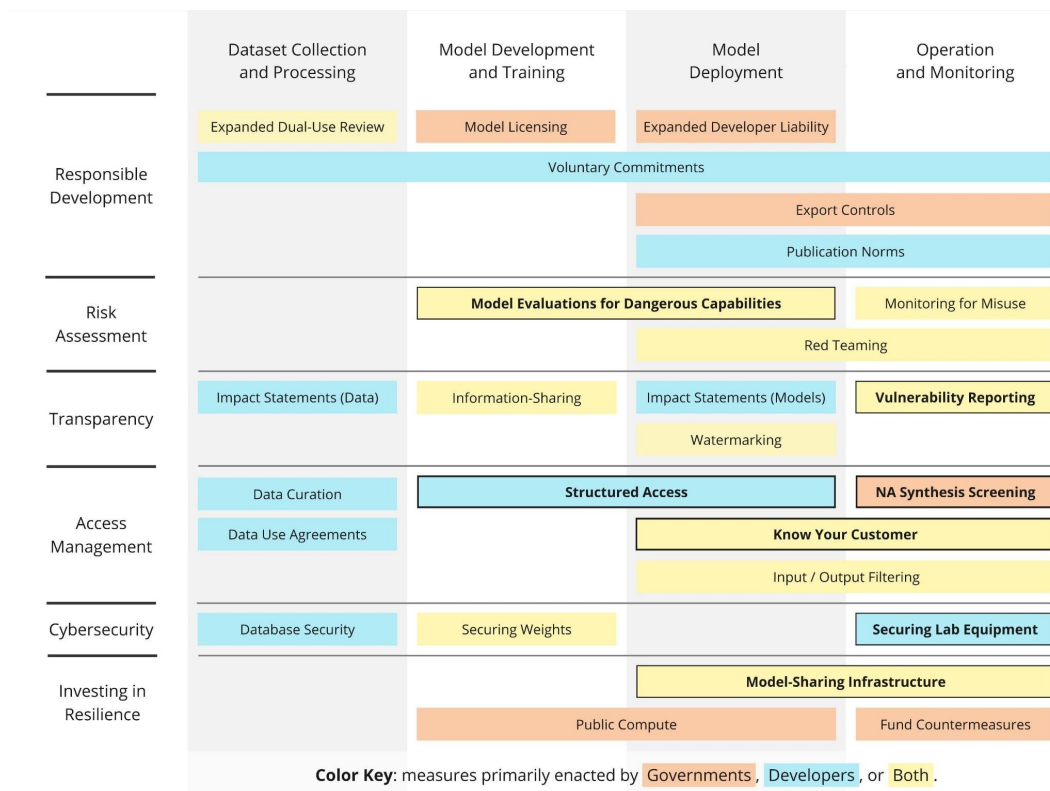 Dataset Collection
and Processing
Model Development
and Training
Model
Deployment
Operation
and Monitoring
Responsible
Development
Expanded Dual-Use Review
Model Licensing
Expanded Developer Liability
Voluntary Commitments
Export Controls
Publication Norms
Risk
Assessment
Model Evaluations for Dangerous Capabilities
Monitoring for Misuse
Red Teaming
Transparency
Impact Statements (Data)
Information-Sharing
Impact Statements (Models)
Vulnerability Reporting
Watermarking
Access
Management
Data Curation
Structured Access
NA Synthesis Screening
Data Use Agreements
Know Your Customer
Input / Output Filtering
Cybersecurity
Database Security
Securing Weights
Securing Lab Equipment
Investing in
Resilience
Model-Sharing Infrastructure
Public Compute
Fund Countermeasures
Color Key: measures primarily enacted by Governments, Developers, or Both.